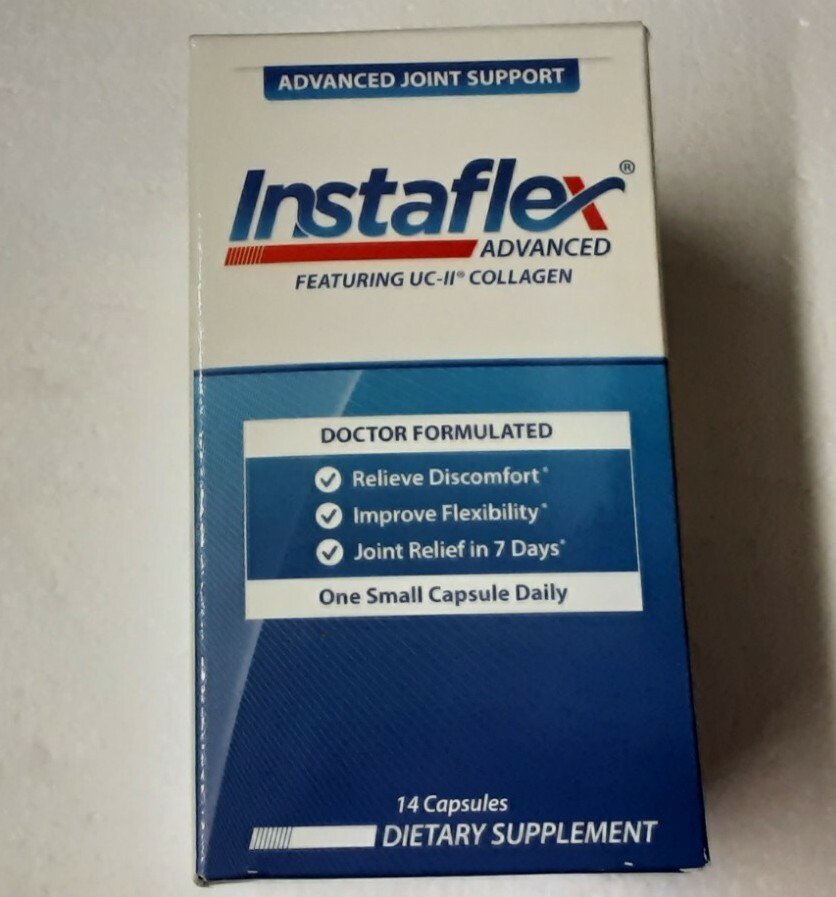 ADVANCED JOINT SUPPORT
Instaflex®
ADVANCED
FEATURING UC-II® COLLAGEN
DOCTOR FORMULATED
Relieve Discomfort*
Improve Flexibility*
Joint Relief in 7 Days*
One Small Capsule Daily
14 Capsules
DIETARY SUPPLEMENT